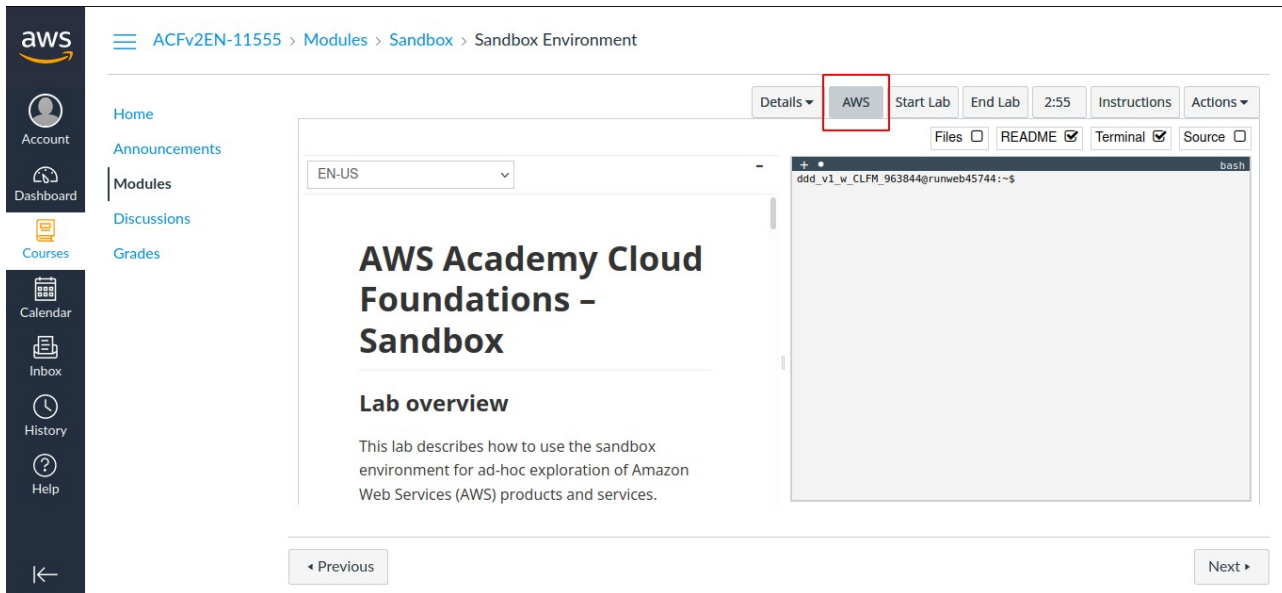 aws
ACFv2EN-11555 > Modules > Sandbox > Sandbox Environment
Account
Dashboard
Courses
Calendar
Inbox
History
Help
Home
Announcements
Modules
Discussions
Grades
Details ▾ AWS Start Lab End Lab 2:55 Instructions Actions ▾
Files README Terminal Source
EN-US
AWS Academy Cloud
Foundations –
Sandbox
Lab overview
This lab describes how to use the sandbox
environment for ad-hoc exploration of Amazon
Web Services (AWS) products and services.
+ • bash
ddd_v1_w_CLFM_963844@runweb45744:~$
◂ Previous
Next ▸